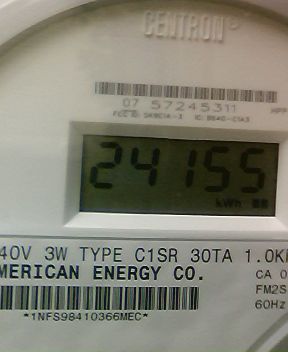 CENTRON®
07 57245311
24155
kWh
40V 3W TYPE C1SR 30TA 1.0K
MERICAN ENERGY CO.
CA 0
FM2S
60Hz
*1NFS98410366MEC*